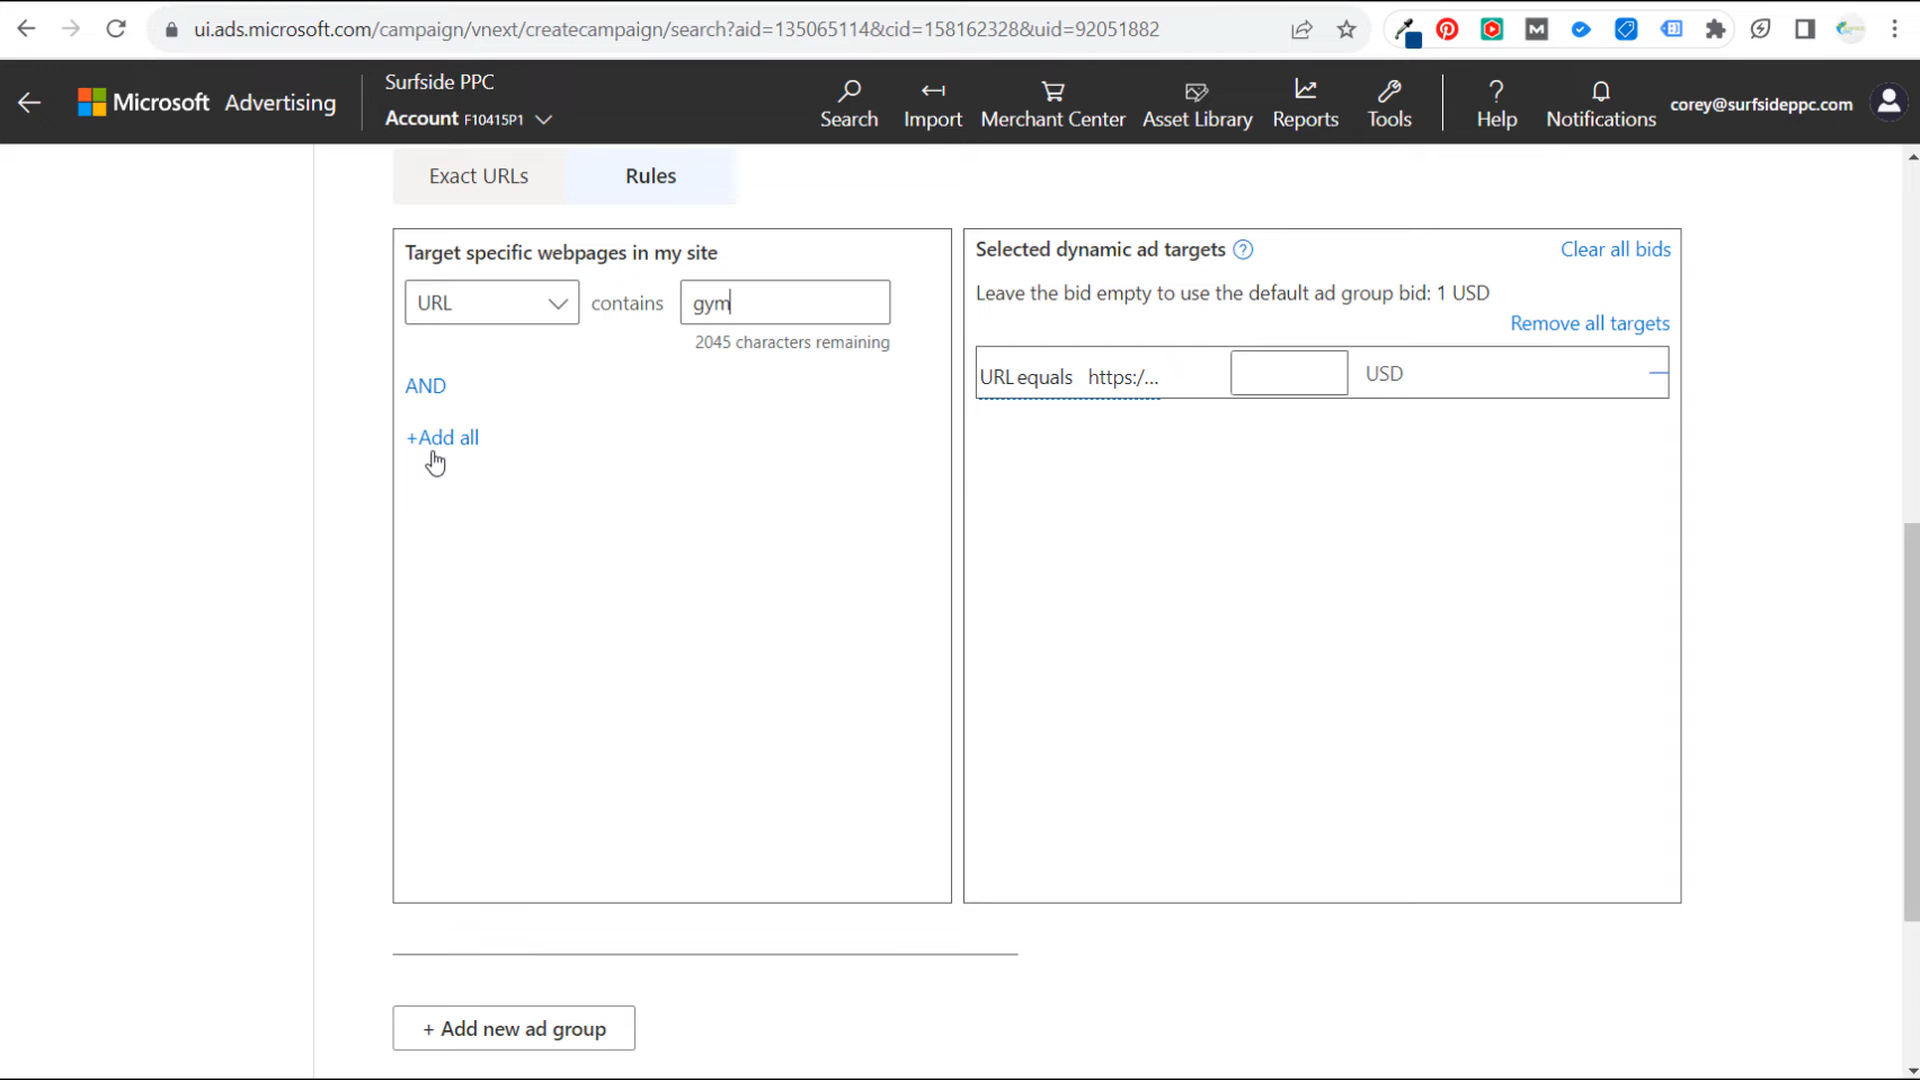 ui.ads.microsoft.com/campaign/vnext/createcampaign/search?aid=135065114&cid=158162328&uid=92051882
Microsoft Advertising
Surfside PPC
Account F10415P1
Search
Import
Merchant Center
Asset Library
Reports
Tools
Help
Notifications
corey@surfsideppc.com
Exact URLs
Rules
Target specific webpages in my site
URL contains gym
2045 characters remaining
AND
+Add all
Selected dynamic ad targets
Clear all bids
Leave the bid empty to use the default ad group bid: 1 USD
Remove all targets
URL equals https:/... USD
+ Add new ad group